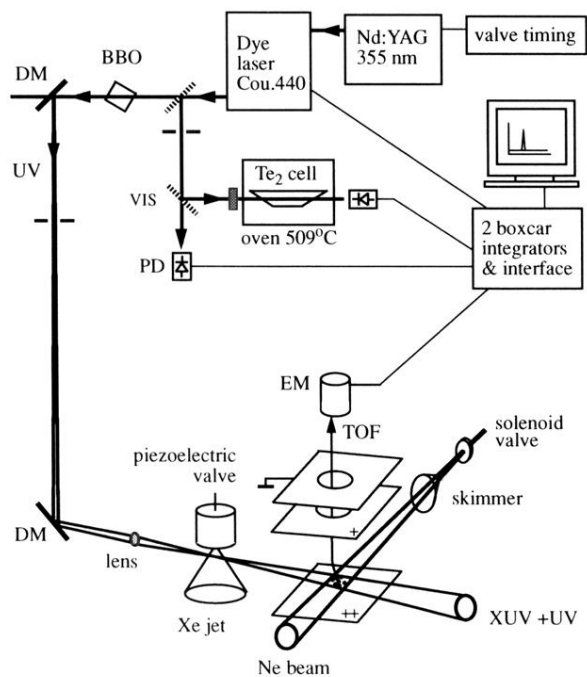 Nd:YAG
355 nm
valve timing
Dye
laser
Cou.440
BBO
DM
UV
VIS
Te₂ cell
oven 509°C
PD
2 boxcar
integrators
& interface
EM
TOF
solenoid
valve
skimmer
piezoelectric
valve
+
DM
lens
Xe jet
++
XUV +UV
Ne beam